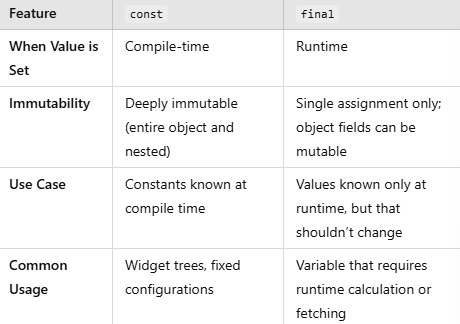 Feature const final
When Value is Set Compile-time Runtime
Immutability Deeply immutable (entire object and nested) Single assignment only; object fields can be mutable
Use Case Constants known at compile time Values known only at runtime, but that shouldn't change
Common Usage Widget trees, fixed configurations Variable that requires runtime calculation or fetching